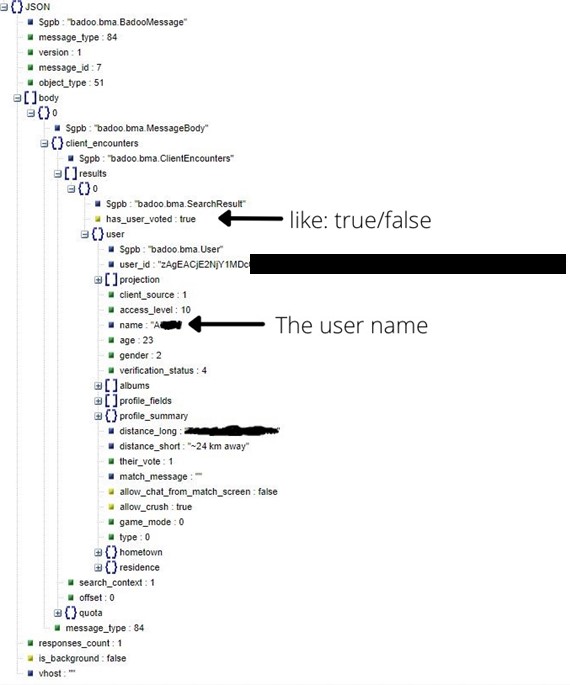 JSON
$gpb : "badoo.bma.BadooMessage"
message_type : 84
version : 1
message_id : 7
object_type : 51
body
0
$gpb : "badoo.bma.MessageBody"
client_encounters
$gpb : "badoo.bma.ClientEncounters"
results
0
$gpb : "badoo.bma.SearchResult"
has_user_voted : true like: true/false
user
$gpb : "badoo.bma.User"
user_id : "zAgEACjE2NjY1MDc
projection
client_source : 1
access_level : 10
name : "A The user name
age : 23
gender : 2
verification_status : 4
albums
profile_fields
profile_summary
distance_long : "
distance_short : "~24 km away"
their_vote : 1
match_message : ""
allow_chat_from_match_screen : false
allow_crush : true
game_mode : 0
type : 0
hometown
residence
search_context : 1
offset : 0
quota
message_type : 84
responses_count : 1
is_background : false
vhost : ""